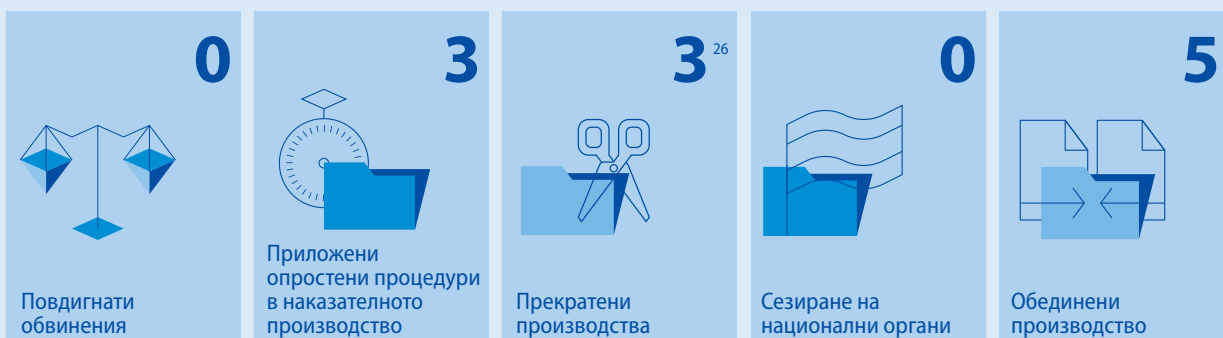 0
Повдигнати
обвинения
3
Приложени
опростени процедури
в наказателното
производство
3 26
Прекратени
производства
0
Сезиране на
национални органи
5
Обединени
производство